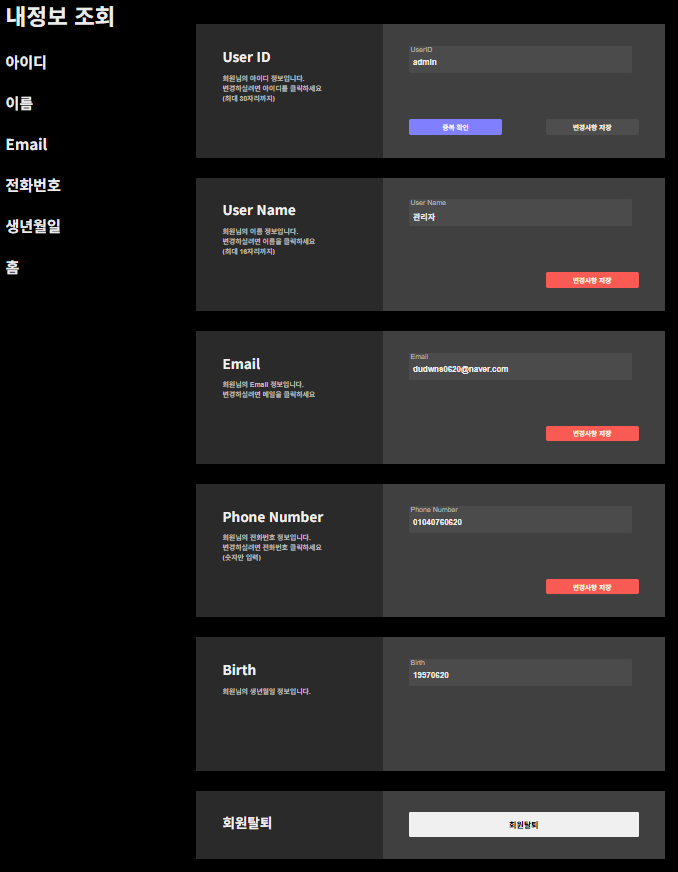 내정보 조회
아이디
이름
Email
전화번호
생년월일
홈
User ID
회원님의 아이디 정보입니다.
변경하실려면 아이디를 클릭하세요
(최대 30자리까지)
UserID
admin
중복 확인
변경사항 저장
User Name
회원님의 이름 정보입니다.
변경하실려면 이름을 클릭하세요
(최대 16자리까지)
User Name
관리자
변경사항 저장
Email
회원님의 Email 정보입니다.
변경하실려면 메일을 클릭하세요
Email
dudwns0620@naver.com
변경사항 저장
Phone Number
회원님의 전화번호 정보입니다.
변경하실려면 전화번호 클릭하세요
(숫자만 입력)
Phone Number
01040760620
변경사항 저장
Birth
회원님의 생년월일 정보입니다.
Birth
19970620
회원탈퇴
회원탈퇴